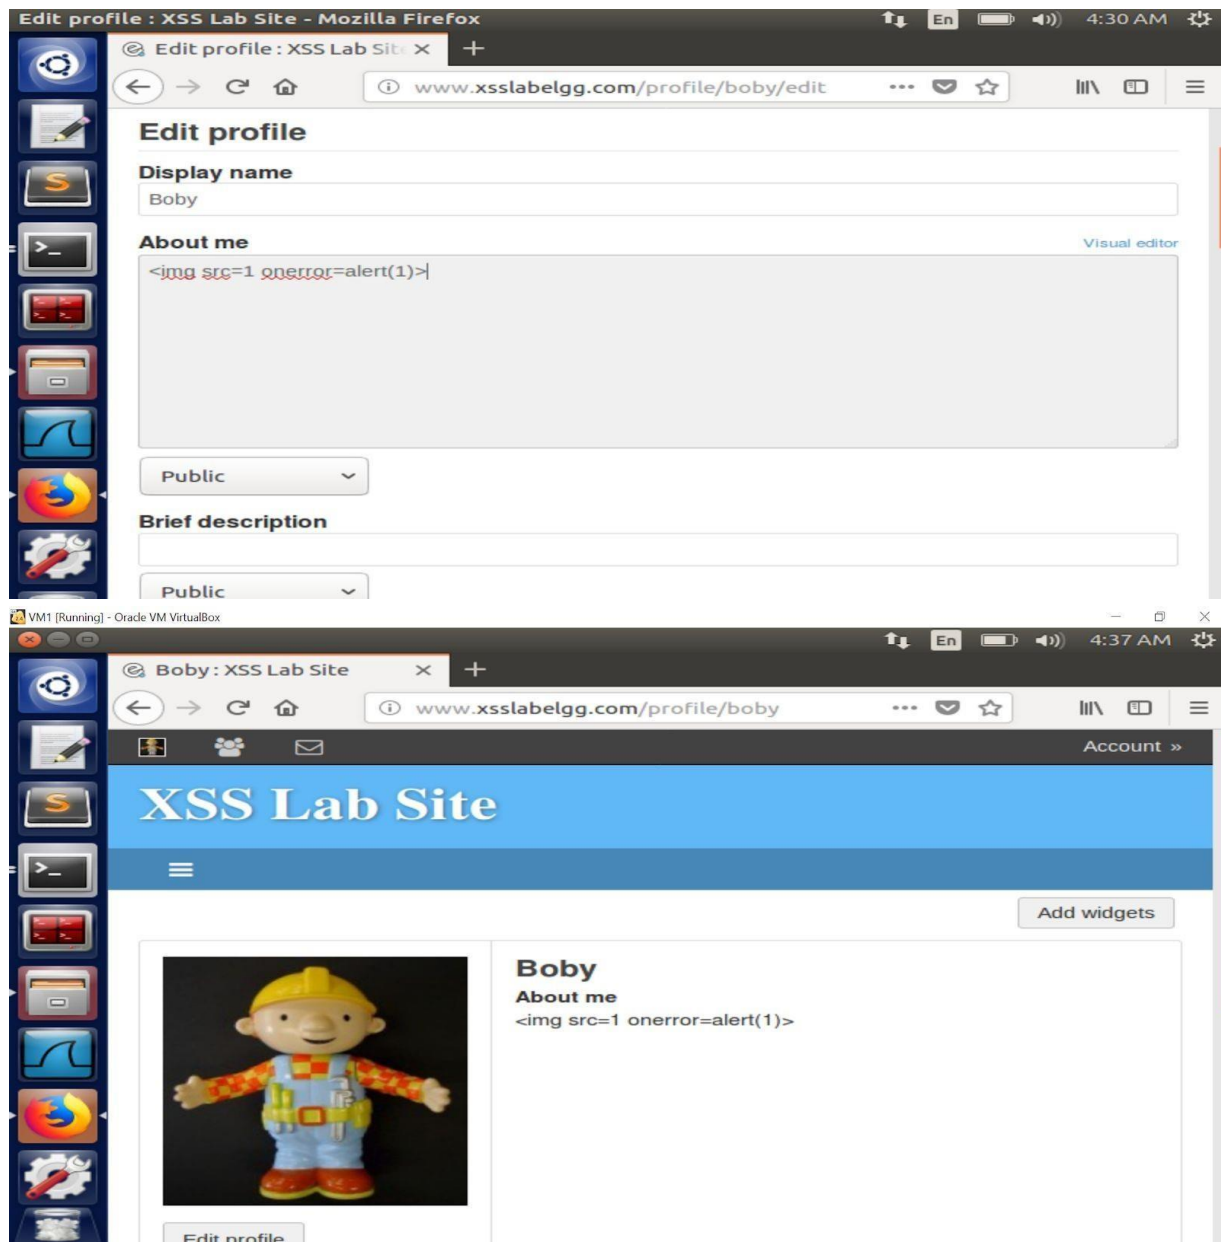 Edit profile : XSS Lab Site - Mozilla Firefox
En
4:30 AM
Edit profile : XSS Lab Sit
www.xsslabelgg.com/profile/boby/edit
Edit profile
Display name
Boby
About me
Visual editor
<img src=1 onerror=alert(1)>
Public
Brief description
Public
VM1 [Running] - Oracle VM VirtualBox
En
4:37 AM
Boby : XSS Lab Site
www.xsslabelgg.com/profile/boby
Account »
XSS Lab Site
Add widgets
Boby
About me
<img src=1 onerror=alert(1)>
Edit profile